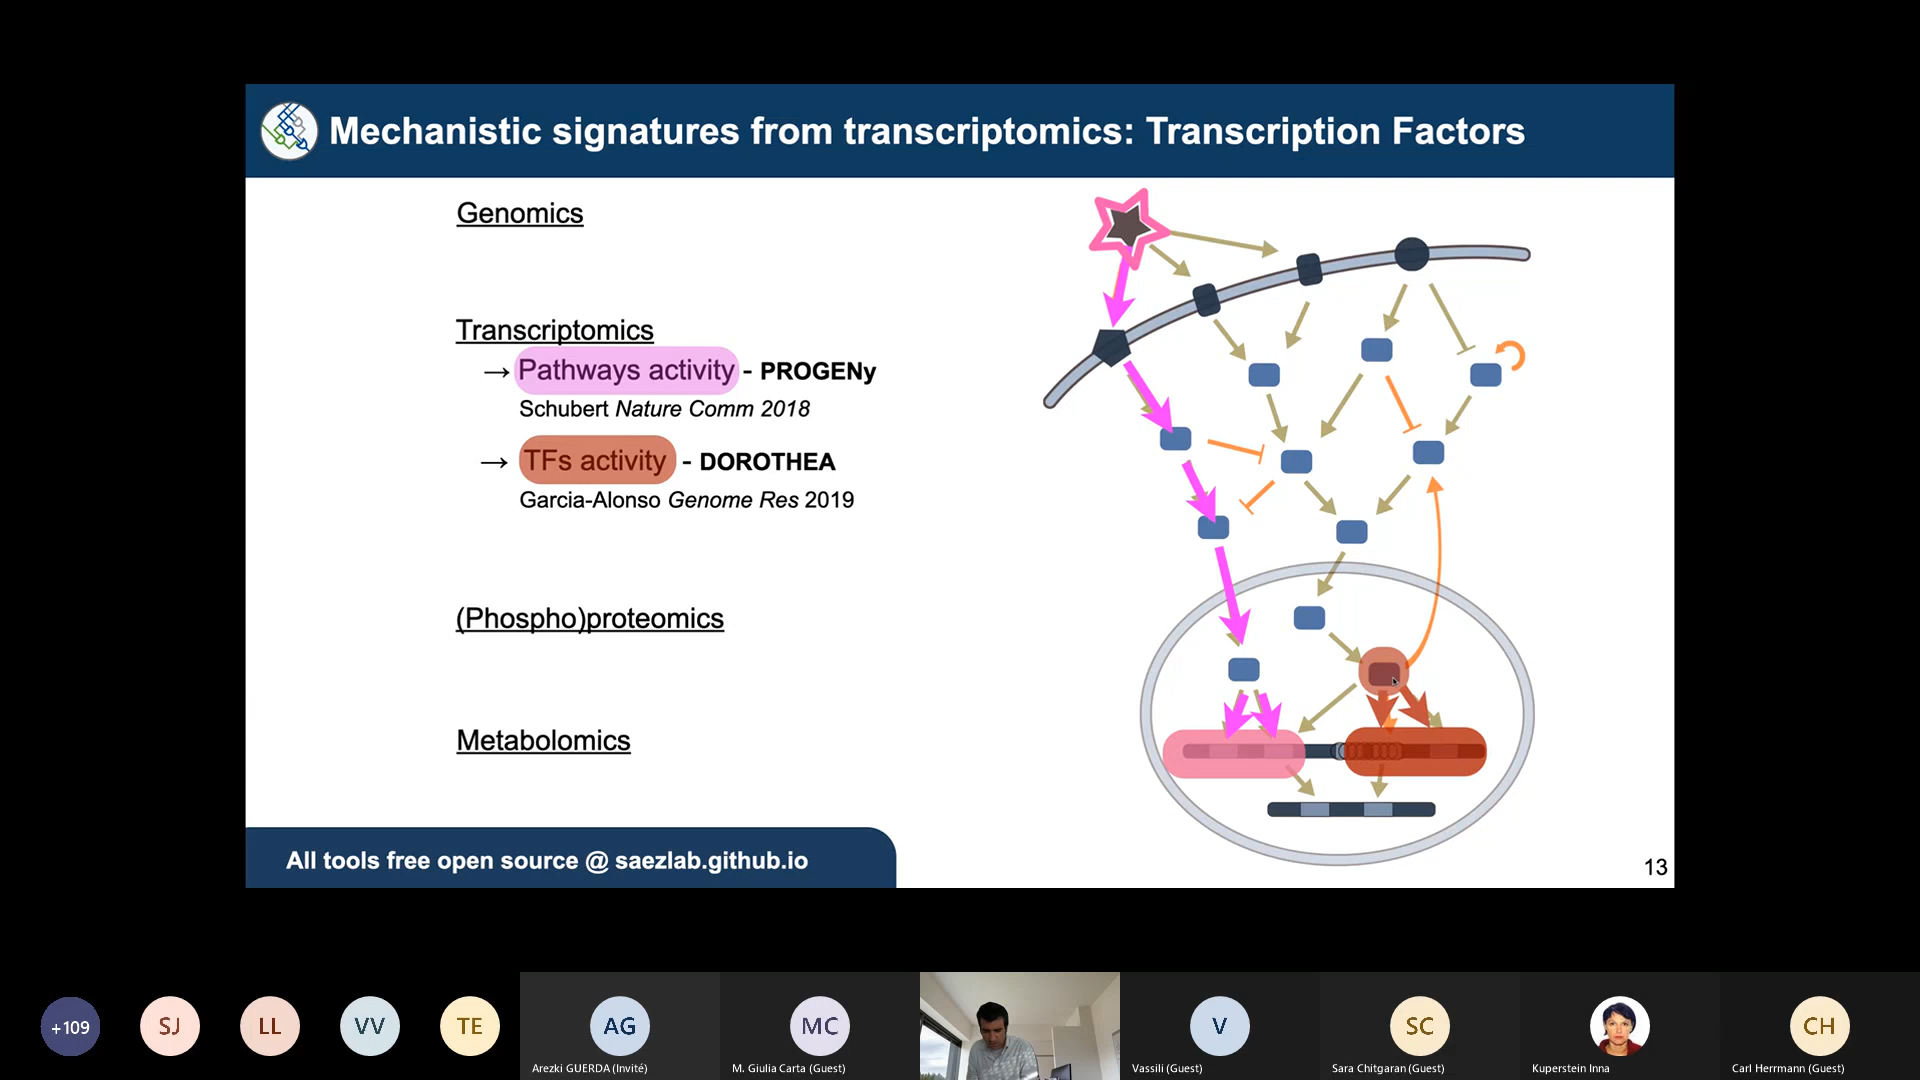 Mechanistic signatures from transcriptomics: Transcription Factors
Genomics
Transcriptomics
→ Pathways activity - PROGENy
Schubert Nature Comm 2018
→ TFs activity - DOROTHEA
Garcia-Alonso Genome Res 2019
(Phospho)proteomics
Metabolomics
All tools free open source @ saezlab.github.io
13
+109
SJ
LL
VV
TE
AG
MC
V
SC
CH
Arezki GUERDA (Invité)
M. Giulia Carta (Guest)
Vassili (Guest)
Sara Chitgaran (Guest)
Kuperstein Inna
Carl Herrmann (Guest)